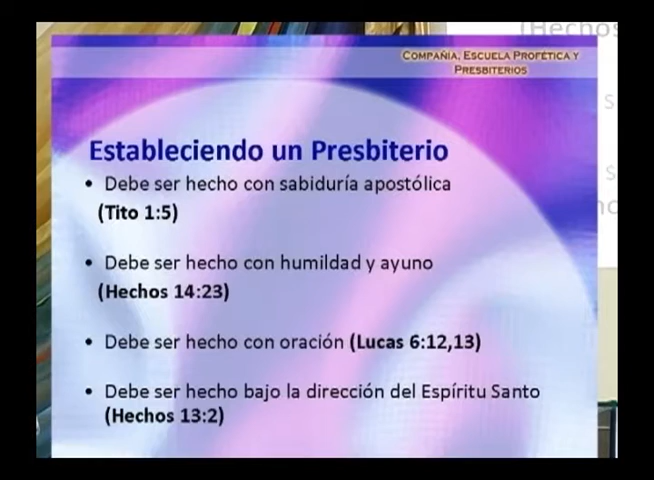 (Hechos
COMPAÑIA, ESCUELA PROFÉTICA Y
PRESBITERIOS
Estableciendo un Presbiterio
• Debe ser hecho con sabiduría apostólica
(Tito 1:5)
• Debe ser hecho con humildad y ayuno
(Hechos 14:23)
• Debe ser hecho con oración (Lucas 6:12,13)
• Debe ser hecho bajo la dirección del Espíritu Santo
(Hechos 13:2)